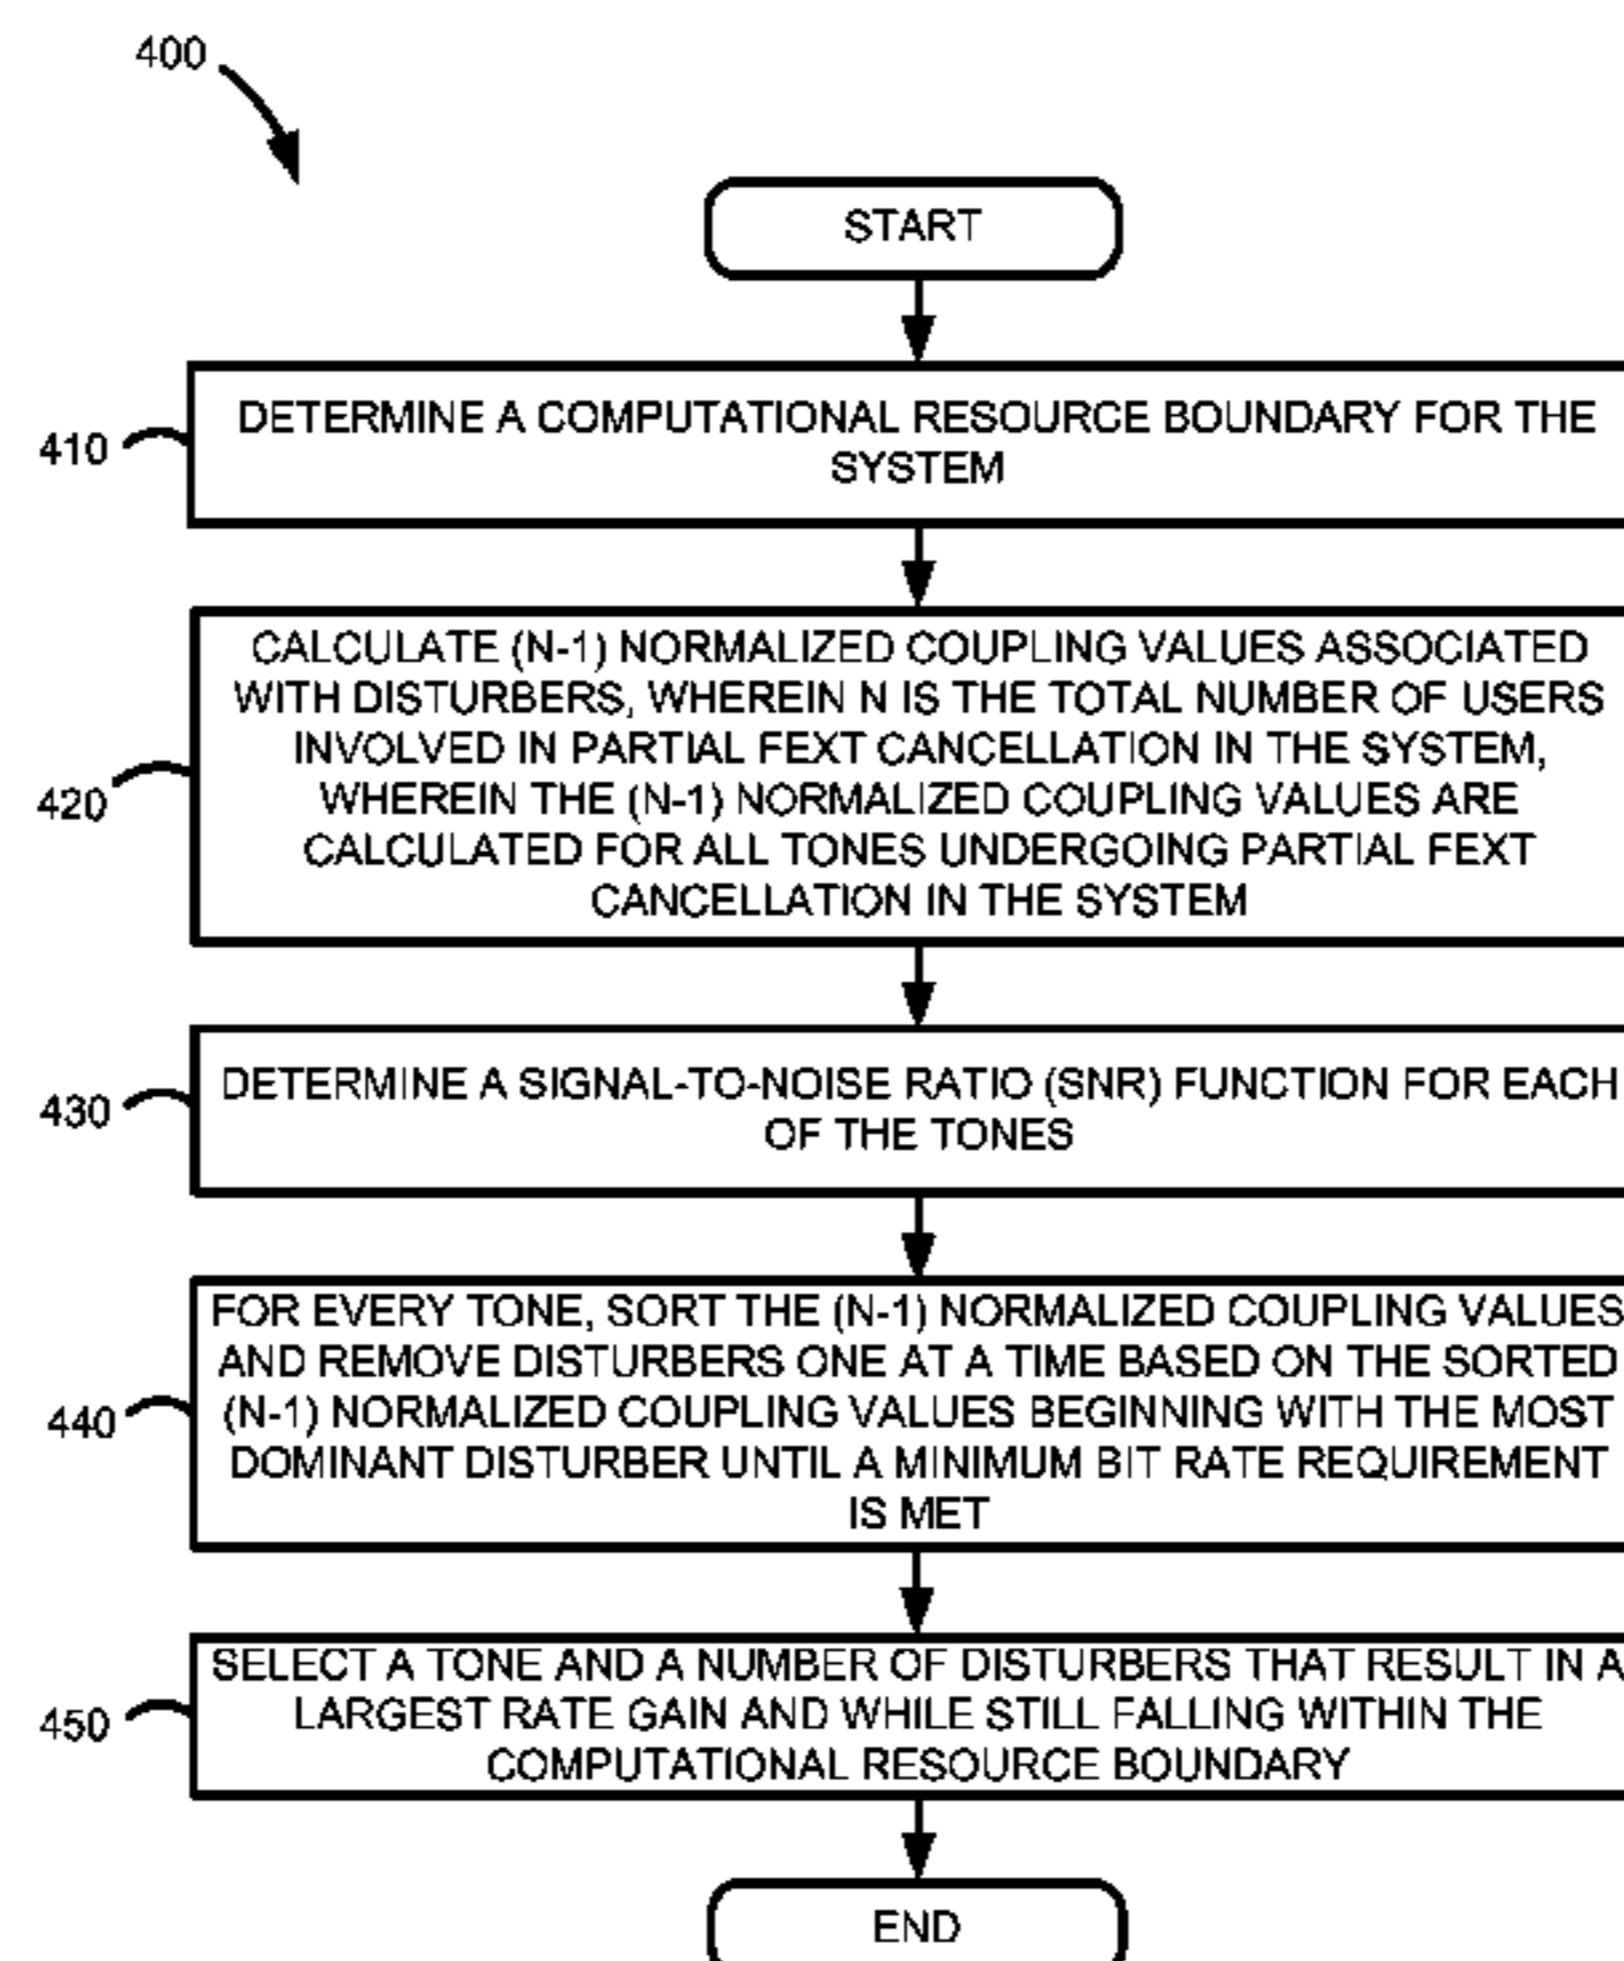 400
START
410
DETERMINE A COMPUTATIONAL RESOURCE BOUNDARY FOR THE
SYSTEM
420
CALCULATE (N-1) NORMALIZED COUPLING VALUES ASSOCIATED
WITH DISTURBERS, WHEREIN N IS THE TOTAL NUMBER OF USERS
INVOLVED IN PARTIAL FEXT CANCELLATION IN THE SYSTEM,
WHEREIN THE (N-1) NORMALIZED COUPLING VALUES ARE
CALCULATED FOR ALL TONES UNDERGOING PARTIAL FEXT
CANCELLATION IN THE SYSTEM
430
DETERMINE A SIGNAL-TO-NOISE RATIO (SNR) FUNCTION FOR EACH
OF THE TONES
440
FOR EVERY TONE, SORT THE (N-1) NORMALIZED COUPLING VALUES
AND REMOVE DISTURBERS ONE AT A TIME BASED ON THE SORTED
(N-1) NORMALIZED COUPLING VALUES BEGINNING WITH THE MOST
DOMINANT DISTURBER UNTIL A MINIMUM BIT RATE REQUIREMENT
IS MET
450
SELECT A TONE AND A NUMBER OF DISTURBERS THAT RESULT IN A
LARGEST RATE GAIN AND WHILE STILL FALLING WITHIN THE
COMPUTATIONAL RESOURCE BOUNDARY
END